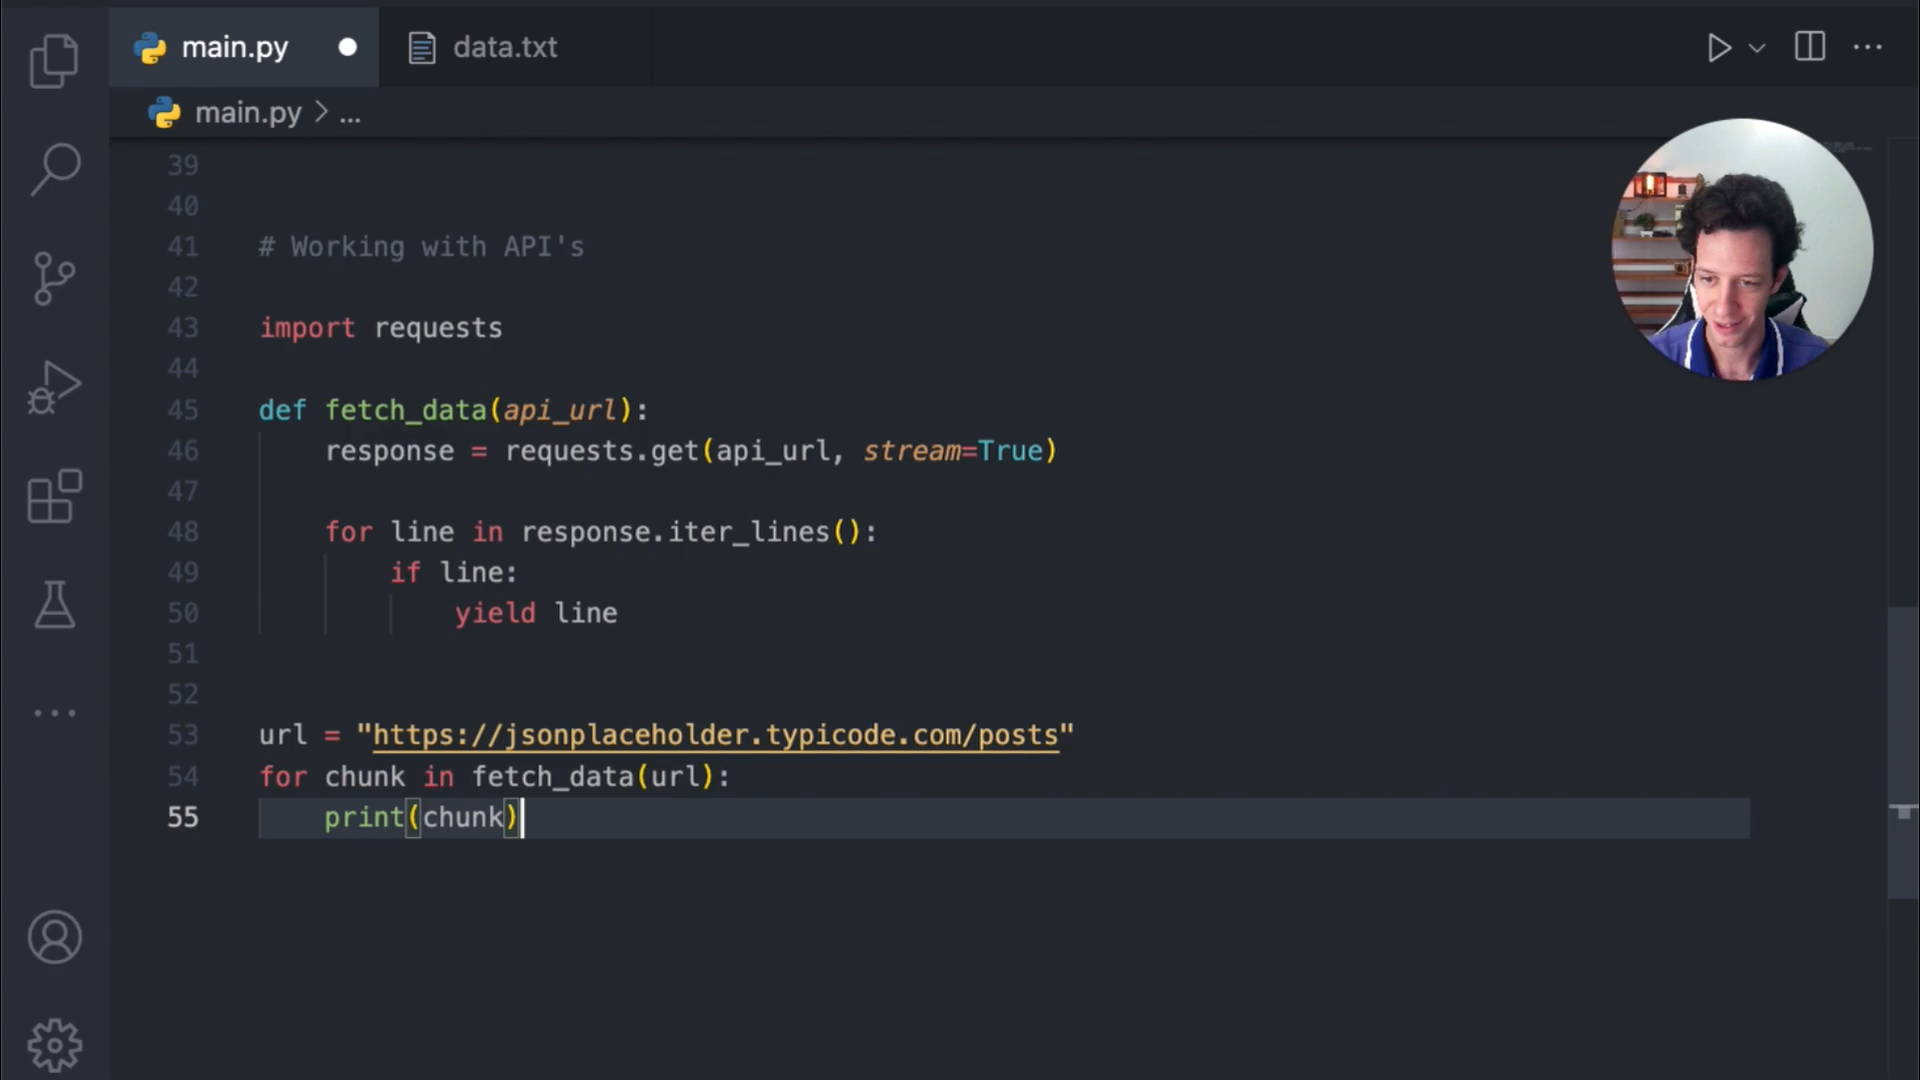 main.py
data.txt
main.py > ...
39
40
41 # Working with API's
42
43 import requests
44
45 def fetch_data(api_url):
46     response = requests.get(api_url, stream=True)
47
48     for line in response.iter_lines():
49         if line:
50             yield line
51
52
53 url = "https://jsonplaceholder.typicode.com/posts"
54 for chunk in fetch_data(url):
55     print(chunk)